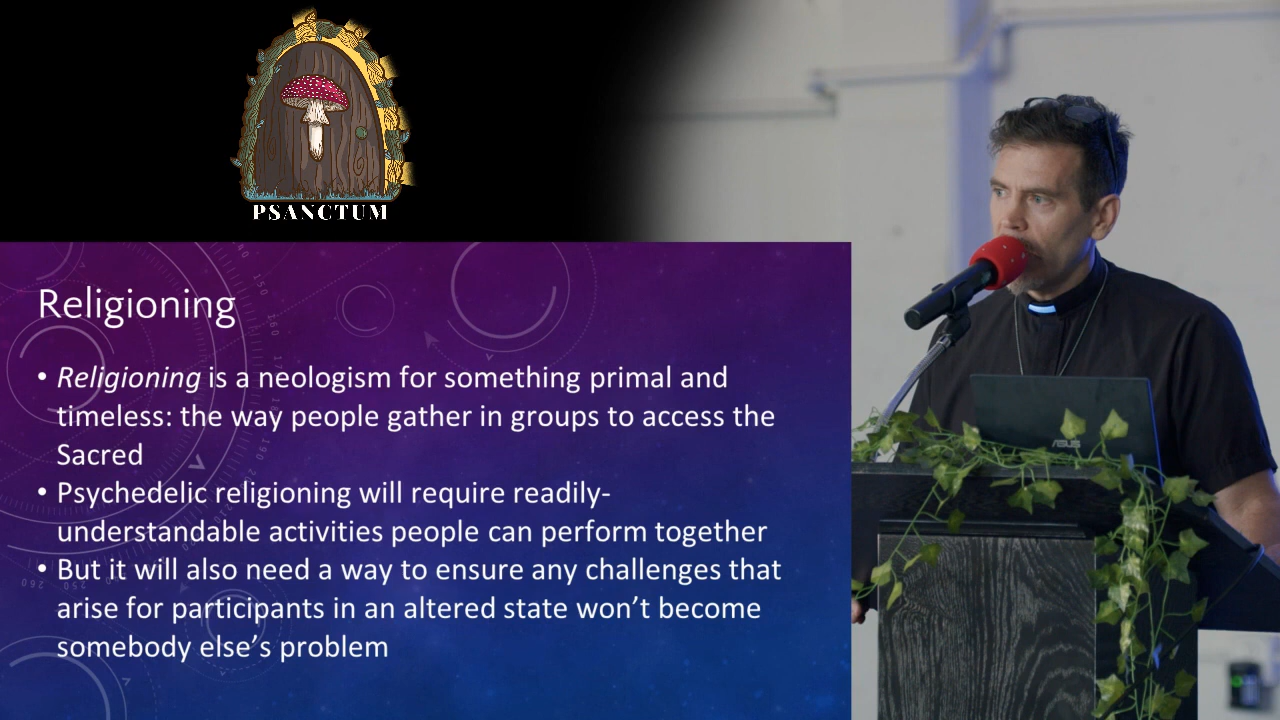 PSANCTUM
Religioning
• Religioning is a neologism for something primal and
timeless: the way people gather in groups to access the
Sacred
• Psychedelic religioning will require readily-
understandable activities people can perform together
• But it will also need a way to ensure any challenges that
arise for participants in an altered state won’t become
somebody else’s problem
ASUS